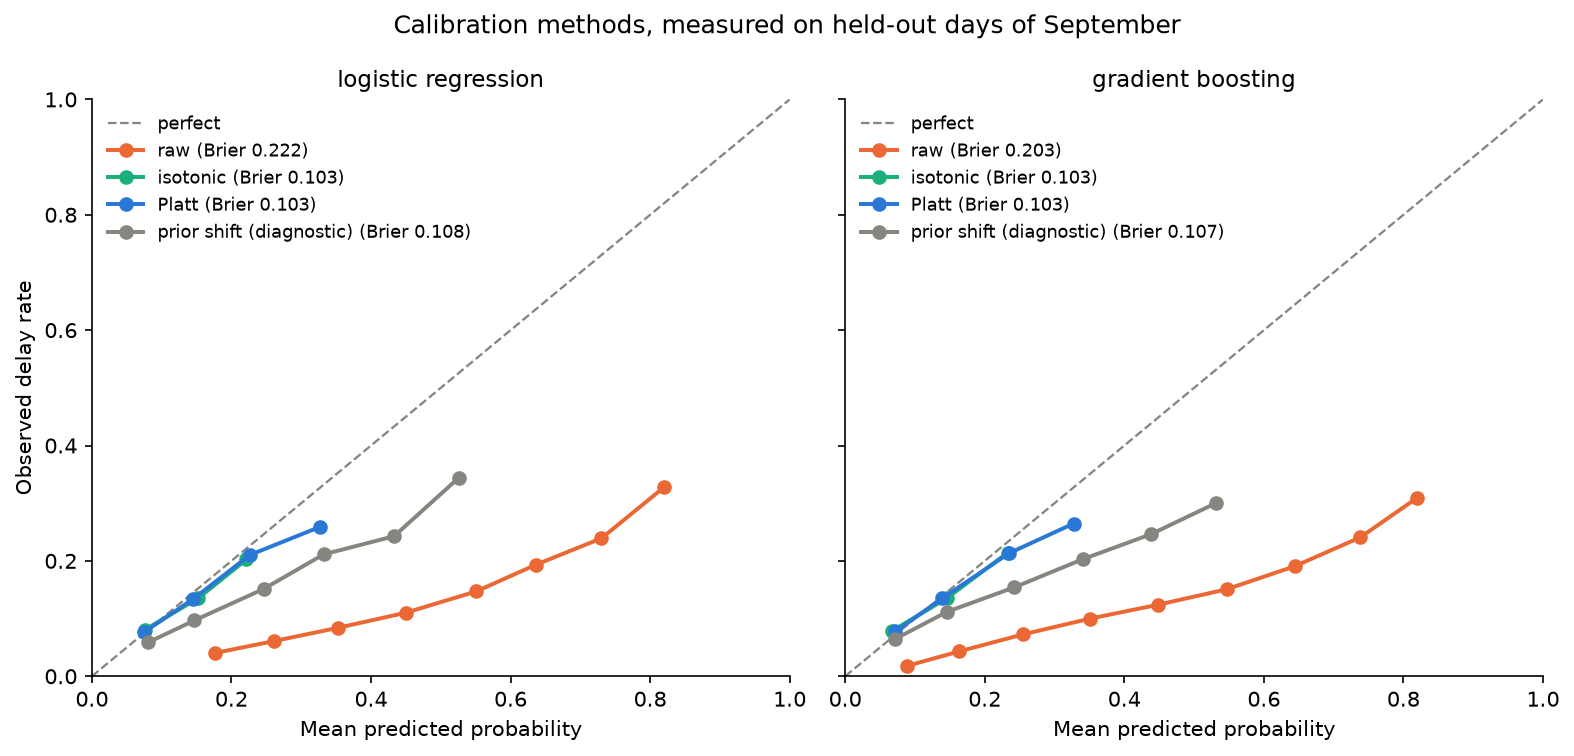 Calibration methods, measured on held-out days of September
logistic regression
perfect
raw (Brier 0.222)
isotonic (Brier 0.103)
Platt (Brier 0.103)
prior shift (diagnostic) (Brier 0.108)
Observed delay rate
1.0
0.8
0.6
0.4
0.2
0.0
0.0 0.2 0.4 0.6 0.8 1.0
Mean predicted probability
gradient boosting
perfect
raw (Brier 0.203)
isotonic (Brier 0.103)
Platt (Brier 0.103)
prior shift (diagnostic) (Brier 0.107)
0.0 0.2 0.4 0.6 0.8 1.0
Mean predicted probability